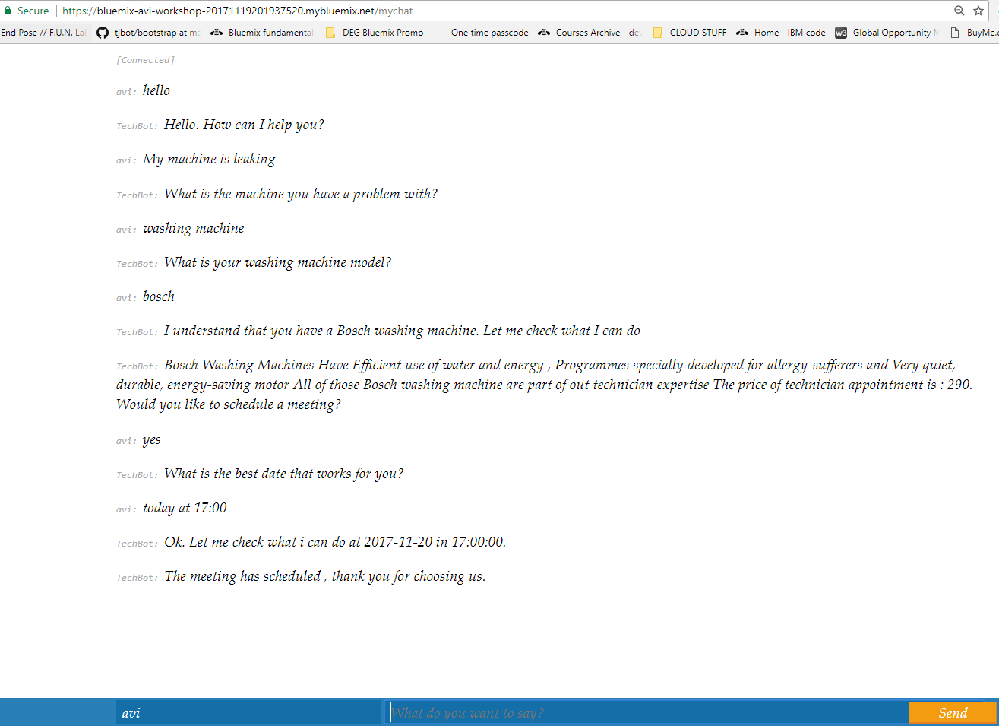 Secure https://bluemix-avi-workshop-20171119201937520.mybluemix.net/mychat
End Pose // F.U.N. La tjbot/bootstrap at ma Bluemix fundamental DEG Bluemix Promo One time passcode Courses Archive - dev CLOUD STUFF Home - IBM code w3 Global Opportunity M BuyMe.
[Connected]
avi: hello
TechBot: Hello. How can I help you?
avi: My machine is leaking
TechBot: What is the machine you have a problem with?
avi: washing machine
TechBot: What is your washing machine model?
avi: bosch
TechBot: I understand that you have a Bosch washing machine. Let me check what I can do
TechBot: Bosch Washing Machines Have Efficient use of water and energy , Programmes specially developed for allergy-sufferers and Very quiet,
durable, energy-saving motor All of those Bosch washing machine are part of out technician expertise The price of technician appointment is : 290.
Would you like to schedule a meeting?
avi: yes
TechBot: What is the best date that works for you?
avi: today at 17:00
TechBot: Ok. Let me check what i can do at 2017-11-20 in 17:00:00.
TechBot: The meeting has scheduled , thank you for choosing us.
avi What do you want to say? Send